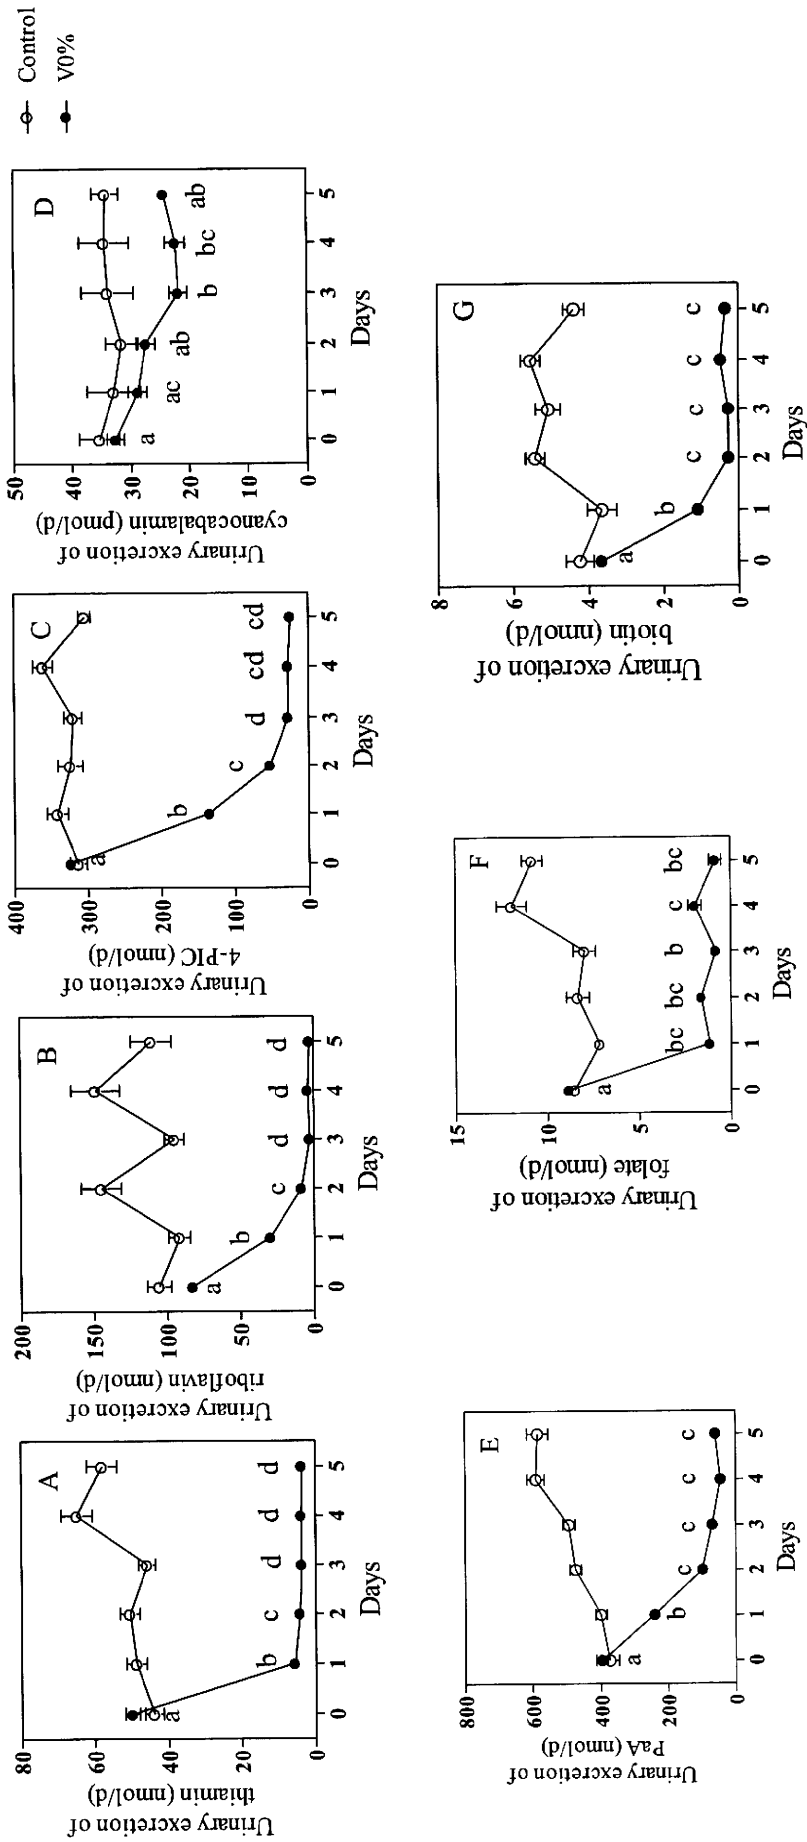 Control
V0%
A
Urinary excretion of
thiamin (nmol/d)
80
60
40
20
0
a
b
c
d
d
d
0 1 2 3 4 5
Days
B
Urinary excretion of
riboflavin (nmol/d)
200
150
100
50
0
a
b
c
d
d
d
0 1 2 3 4 5
Days
C
Urinary excretion of
4-PIC (nmol/d)
400
300
200
100
0
a
b
c
d
cd
cd
0 1 2 3 4 5
Days
D
Urinary excretion of
cyanocabalamin (pmol/d)
50
40
30
20
10
0
a
ac
ab
b
bc
ab
0 1 2 3 4 5
Days
E
Urinary excretion of
PaA (nmol/d)
800
600
400
200
0
a
b
c
c
c
c
0 1 2 3 4 5
Days
F
Urinary excretion of
folate (nmol/d)
15
10
5
0
a
bc
bc
b
c
bc
0 1 2 3 4 5
Days
G
Urinary excretion of
biotin (nmol/d)
8
6
4
2
0
a
b
c
c
c
c
0 1 2 3 4 5
Days